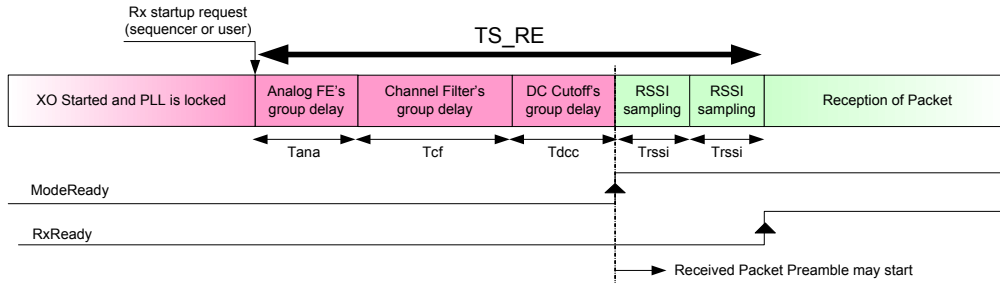 Rx startup request
(sequencer or user)
TS_RE
XO Started and PLL is locked
Analog FE's
group delay
Channel Filter's
group delay
DC Cutoff's
group delay
RSSI
sampling
RSSI
sampling
Reception of Packet
Tana
Tcf
Tdcc
Trssi
Trssi
ModeReady
RxReady
Received Packet Preamble may start